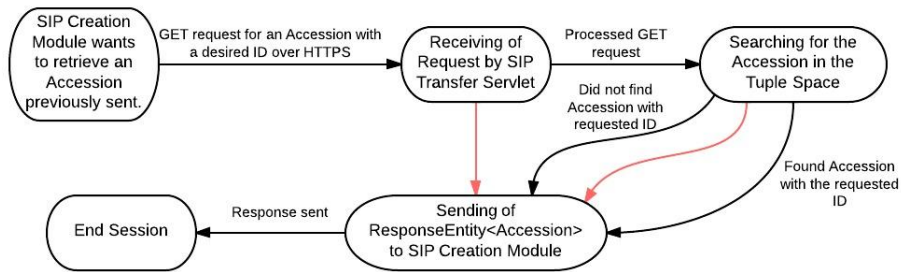 SIP Creation
Module wants
to retrieve an
Accession
previously sent.
GET request for an Accession with
a desired ID over HTTPS
Receiving of
Request by SIP
Transfer Servlet
Processed GET
request
Searching for the
Accession in the
Tuple Space
Did not find
Accession with
requested ID
Found Accession
with the requested
ID
Sending of
ResponseEntity<Accession>
to SIP Creation Module
Response sent
End Session